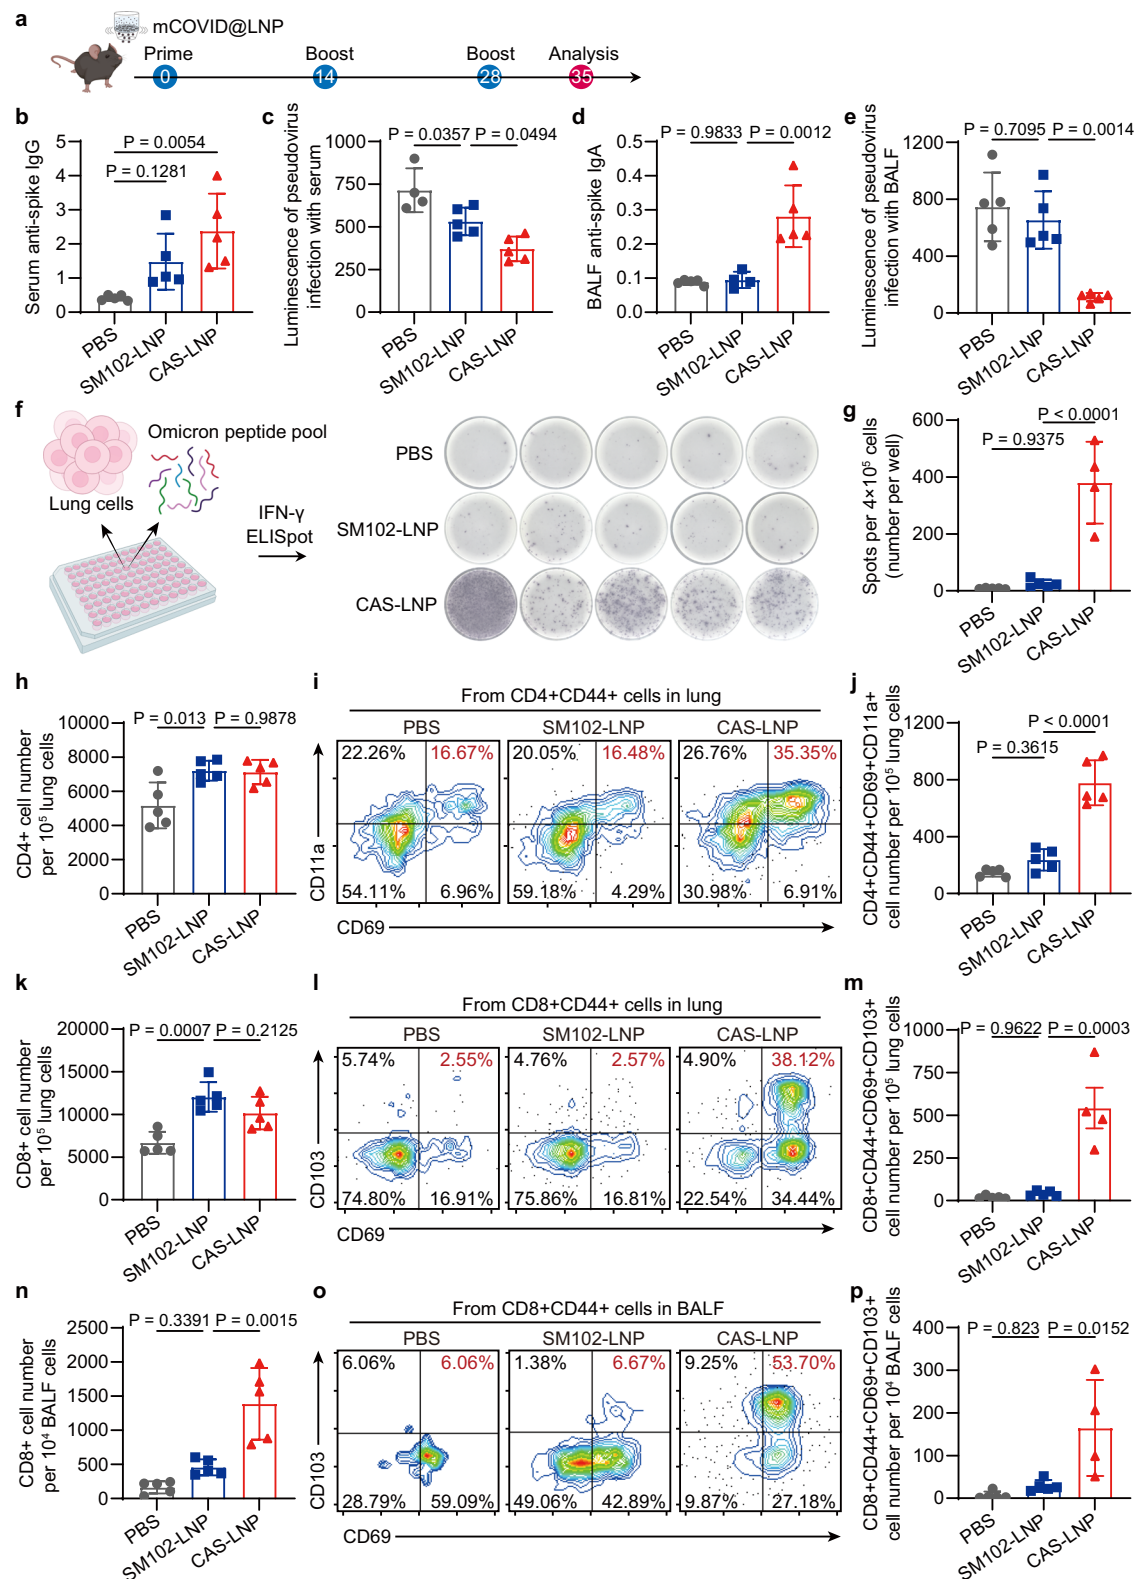 a
mCOVID@LNP
Prime Boost Boost Analysis
0 14 28 35
b
Serum anti-spike IgG
5
4
3
2
1
0
P = 0.0054
P = 0.1281
PBS
SM102-LNP
CAS-LNP
c
Luminescence of pseudovirus
infection with serum
1000
750
500
250
0
P = 0.0357 P = 0.0494
PBS
SM102-LNP
CAS-LNP
d
BALF anti-spike IgA
0.5
0.4
0.3
0.2
0.1
0.0
P = 0.9833 P = 0.0012
PBS
SM102-LNP
CAS-LNP
e
Luminescence of pseudovirus
infection with BALF
1200
800
400
0
P = 0.7095 P = 0.0014
PBS
SM102-LNP
CAS-LNP
f
Omicron peptide pool
Lung cells
IFN-γ
ELISpot
PBS
SM102-LNP
CAS-LNP
g
Spots per 4×10⁵ cells
(number per well)
600
400
200
0
P < 0.0001
P = 0.9375
PBS
SM102-LNP
CAS-LNP
h
CD4+ cell number
per 10⁵ lung cells
10000
8000
6000
4000
2000
0
P = 0.013 P = 0.9878
PBS
SM102-LNP
CAS-LNP
i
From CD4+CD44+ cells in lung
PBS SM102-LNP CAS-LNP
22.26% 16.67% 20.05% 16.48% 26.76% 35.35%
54.11% 6.96% 59.18% 4.29% 30.98% 6.91%
CD11a
CD69
j
CD4+CD44+CD69+CD11a+
cell number per 10⁵ lung cells
1200
800
400
0
P < 0.0001
P = 0.3615
PBS
SM102-LNP
CAS-LNP
k
CD8+ cell number
per 10⁵ lung cells
20000
15000
10000
5000
0
P = 0.0007 P = 0.2125
PBS
SM102-LNP
CAS-LNP
l
From CD8+CD44+ cells in lung
PBS SM102-LNP CAS-LNP
5.74% 2.55% 4.76% 2.57% 4.90% 38.12%
74.80% 16.91% 75.86% 16.81% 22.54% 34.44%
CD103
CD69
m
CD8+CD44+CD69+CD103+
cell number per 10⁵ lung cells
1000
500
0
P = 0.9622 P = 0.0003
PBS
SM102-LNP
CAS-LNP
n
CD8+ cell number
per 10⁴ BALF cells
2500
2000
1500
1000
500
0
P = 0.3391 P = 0.0015
PBS
SM102-LNP
CAS-LNP
o
From CD8+CD44+ cells in BALF
PBS SM102-LNP CAS-LNP
6.06% 6.06% 1.38% 6.67% 9.25% 53.70%
28.79% 59.09% 49.06% 42.89% 9.87% 27.18%
CD103
CD69
p
CD8+CD44+CD69+CD103+
cell number per 10⁴ BALF cells
400
300
200
100
0
P = 0.823 P = 0.0152
PBS
SM102-LNP
CAS-LNP